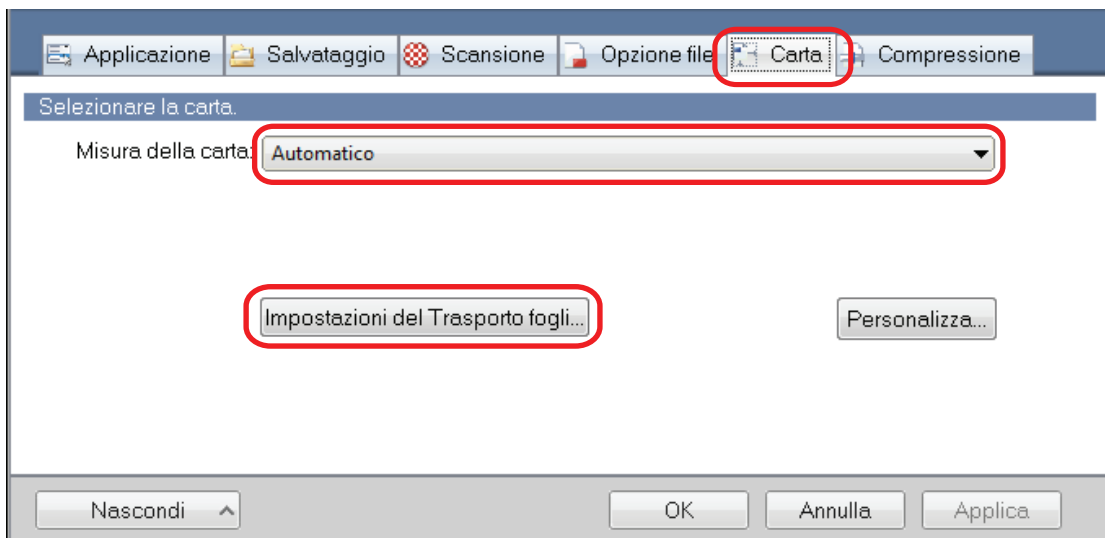 Applicazione Salvataggio Scansione Opzione file Carta Compressione
Selezionare la carta.
Misura della carta: Automatico
Impostazioni del Trasporto fogli... Personalizza...
Nascondi OK Annulla Applica